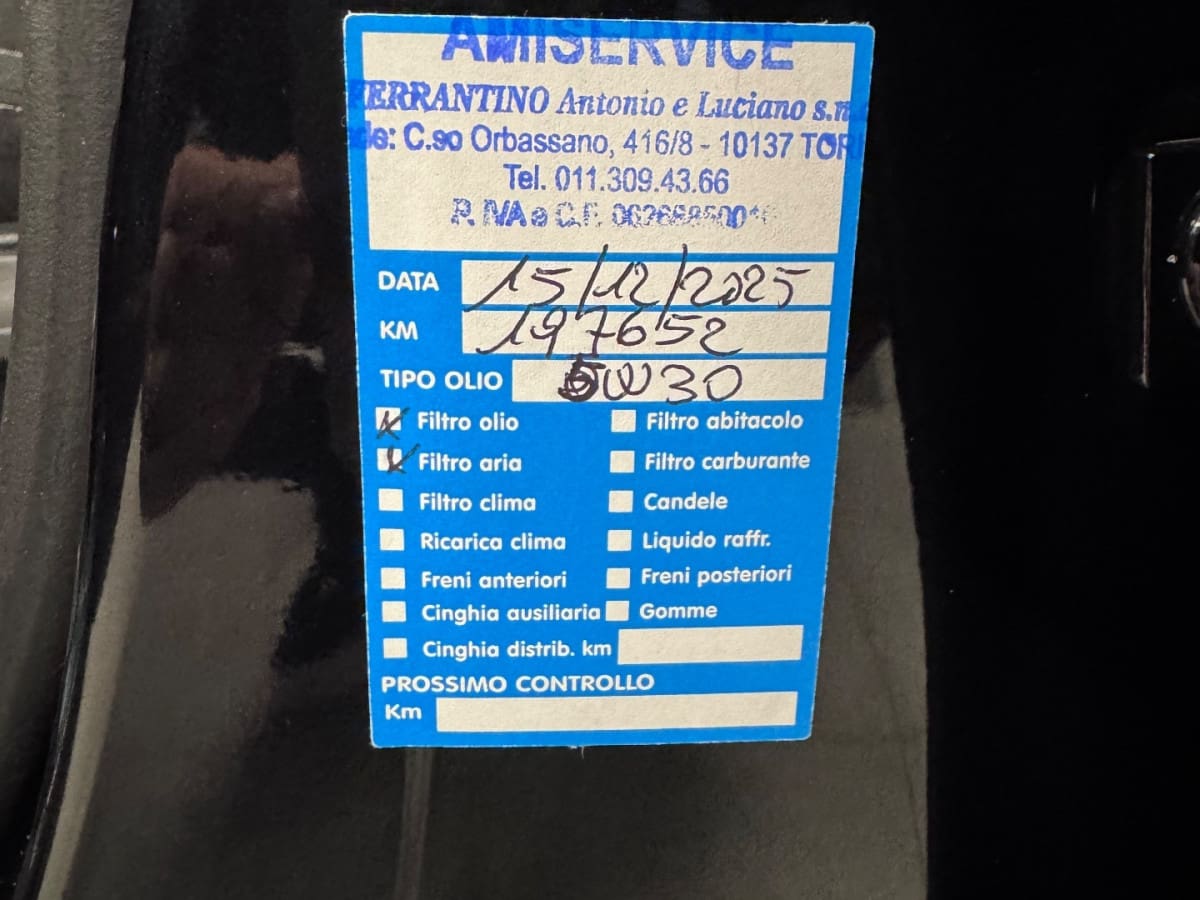 AMISERVICE
FERRANTINO Antonio e Luciano s.n.
C.so Orbassano, 416/8 - 10137 TOR
Tel. 011.309.43.66
P. IVA e C.F.
DATA 15/12/2025
KM 197652
TIPO OLIO 5W30
Filtro olio Filtro abitacolo
Filtro aria Filtro carburante
Filtro clima Candele
Ricarica clima Liquido raffr.
Freni anteriori Freni posteriori
Cinghia ausiliaria Gomme
Cinghia distrib. km
PROSSIMO CONTROLLO
Km